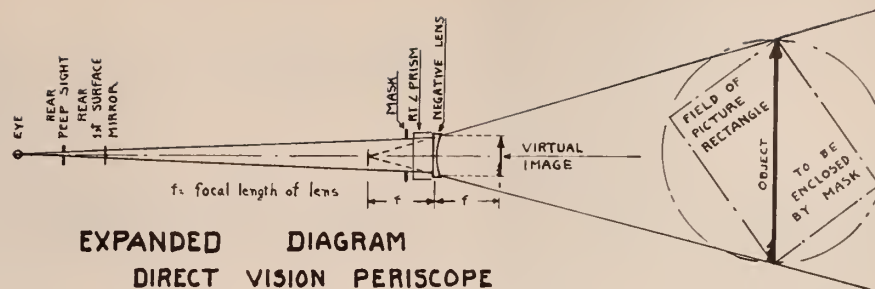 EYE
REAR
PEEP SIGHT
REAR
1ST SURFACE
MIRROR
MASK
RT ∠ PRISM
NEGATIVE LENS
VIRTUAL
IMAGE
f= focal length of lens
f
f
FIELD OF
PICTURE
RECTANGLE
OBJECT
TO BE
ENCLOSED
BY MASK
EXPANDED DIAGRAM
DIRECT VISION PERISCOPE